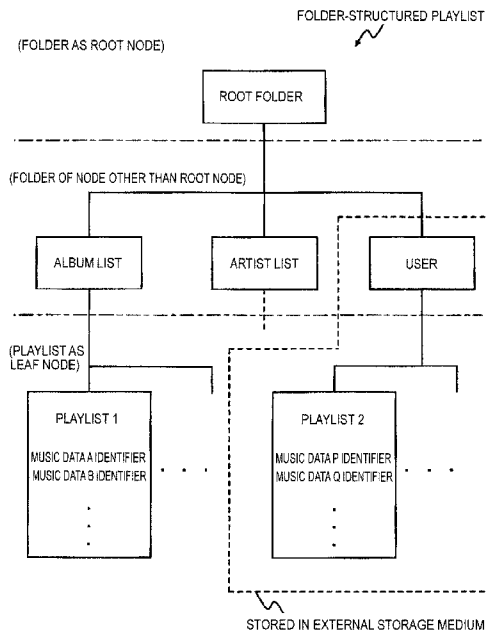 FOLDER-STRUCTURED PLAYLIST
(FOLDER AS ROOT NODE)
ROOT FOLDER
(FOLDER OF NODE OTHER THAN ROOT NODE)
ALBUM LIST
ARTIST LIST
USER
(PLAYLIST AS
LEAF NODE)
PLAYLIST 1
MUSIC DATA A IDENTIFIER
MUSIC DATA B IDENTIFIER
PLAYLIST 2
MUSIC DATA P IDENTIFIER
MUSIC DATA Q IDENTIFIER
STORED IN EXTERNAL STORAGE MEDIUM